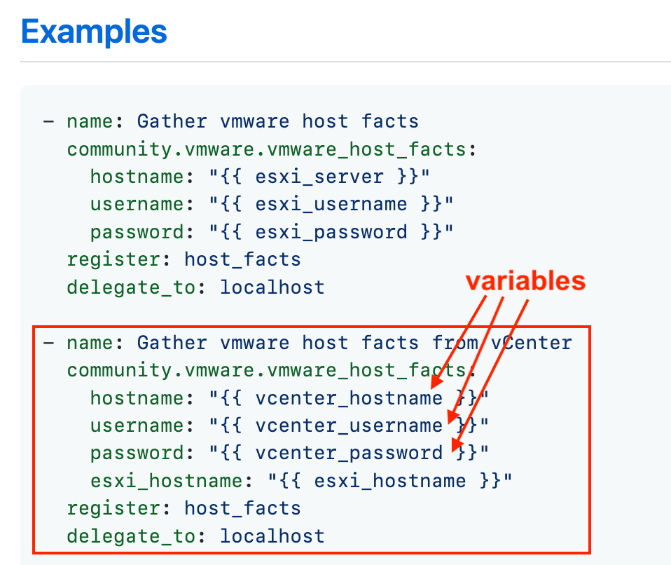 Examples
- name: Gather vmware host facts
community.vmware.vmware_host_facts:
hostname: "{{ esxi_server }}"
username: "{{ esxi_username }}"
password: "{{ esxi_password }}"
register: host_facts
delegate_to: localhost
variables
- name: Gather vmware host facts from vCenter
community.vmware.vmware_host_facts:
hostname: "{{ vcenter_hostname }}"
username: "{{ vcenter_username }}"
password: "{{ vcenter_password }}"
esxi_hostname: "{{ esxi_hostname }}"
register: host_facts
delegate_to: localhost